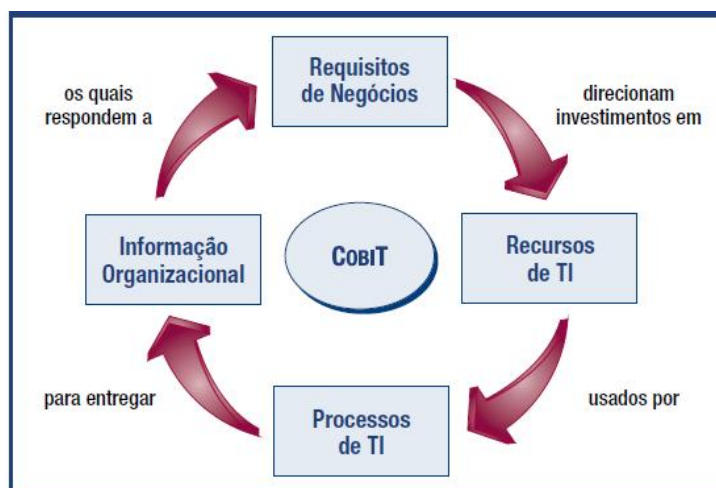 Requisitos
de Negócios
direcionam
investimentos em
Recursos
de TI
usados por
Processos
de TI
para entregar
Informação
Organizacional
os quais
respondem a
COBIT